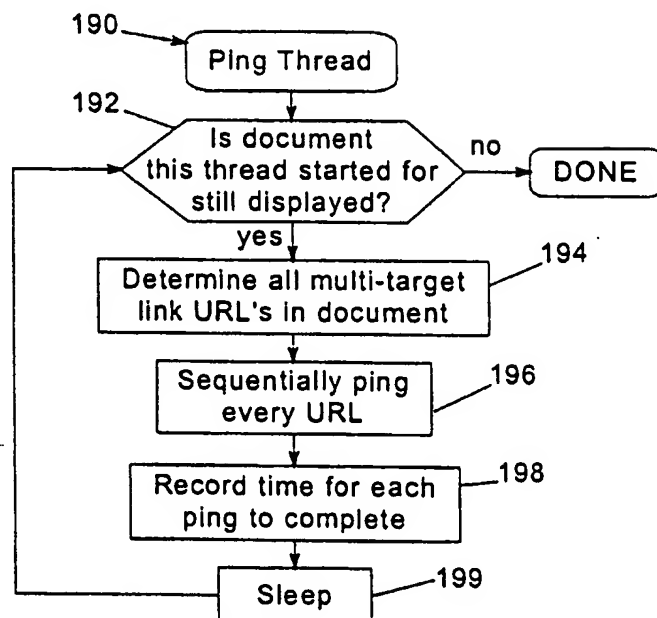 190
Ping Thread
192
Is document
this thread started for
still displayed?
no
DONE
yes
194
Determine all multi-target
link URL's in document
196
Sequentially ping
every URL
198
Record time for each
ping to complete
199
Sleep